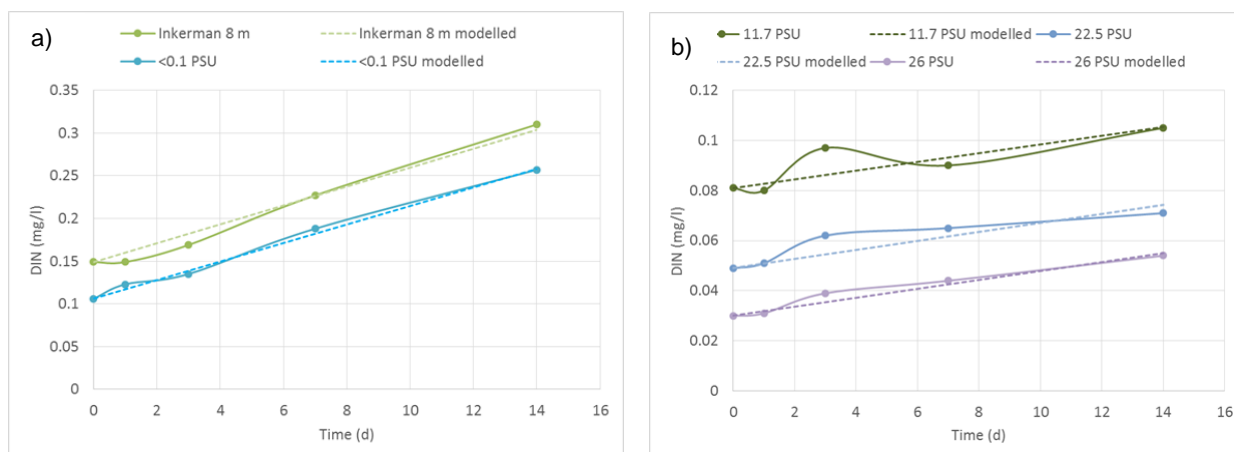 a)
Inkerman 8 m Inkerman 8 m modelled
<0.1 PSU <0.1 PSU modelled
0.35
0.3
0.25
0.2
0.15
0.1
0.05
0
DIN (mg/l)
0 2 4 6 8 10 12 14 16
Time (d)
b)
11.7 PSU 11.7 PSU modelled 22.5 PSU
22.5 PSU modelled 26 PSU 26 PSU modelled
0.12
0.1
0.08
0.06
0.04
0.02
0
DIN (mg/l)
0 2 4 6 8 10 12 14 16
Time (d)